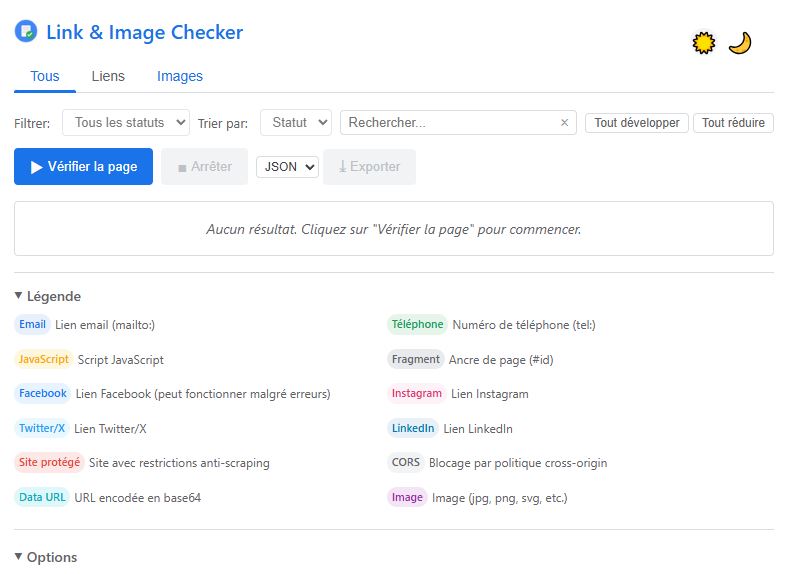 Link & Image Checker
Tous Liens Images
Filtrer: Tous les statuts Trier par: Statut Rechercher... × Tout développer Tout réduire
Vérifier la page Arrêter JSON Exporter
Aucun résultat. Cliquez sur "Vérifier la page" pour commencer.
Légende
Email Lien email (mailto:) Téléphone Numéro de téléphone (tel:)
JavaScript Script JavaScript Fragment Ancre de page (#id)
Facebook Lien Facebook (peut fonctionner malgré erreurs) Instagram Lien Instagram
Twitter/X Lien Twitter/X LinkedIn Lien LinkedIn
Site protégé Site avec restrictions anti-scraping CORS Blocage par politique cross-origin
Data URL URL encodée en base64 Image Image (jpg, png, svg, etc.)
Options